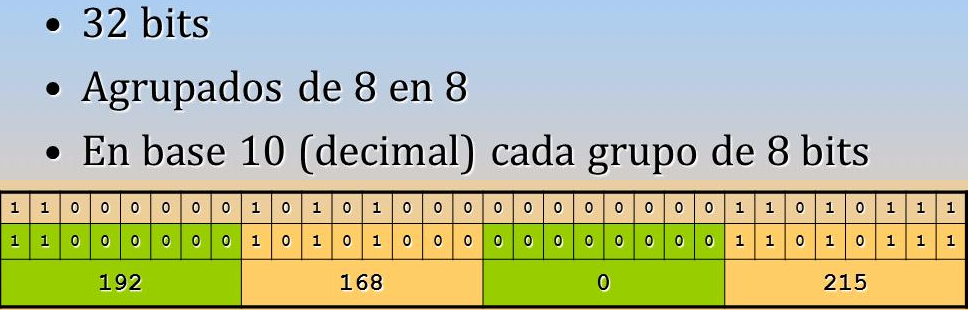 • 32 bits
• Agrupados de 8 en 8
• En base 10 (decimal) cada grupo de 8 bits
1 1 0 0 0 0 0 0 1 0 1 0 1 0 0 0 0 0 0 0 0 0 0 0 1 1 0 1 0 1 1 1
1 1 0 0 0 0 0 0 1 0 1 0 1 0 0 0 0 0 0 0 0 0 0 0 1 1 0 1 0 1 1 1
192 168 0 215